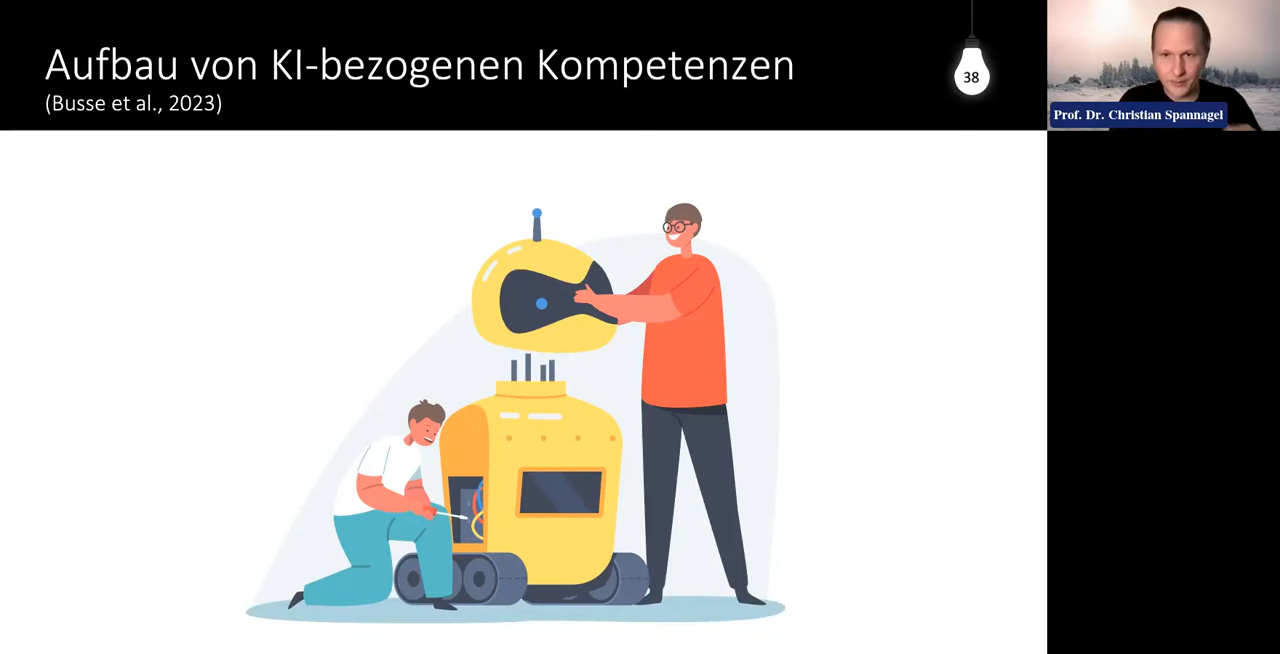 Aufbau von KI-bezogenen Kompetenzen
(Busse et al., 2023)
38
Prof. Dr. Christian Spannagel